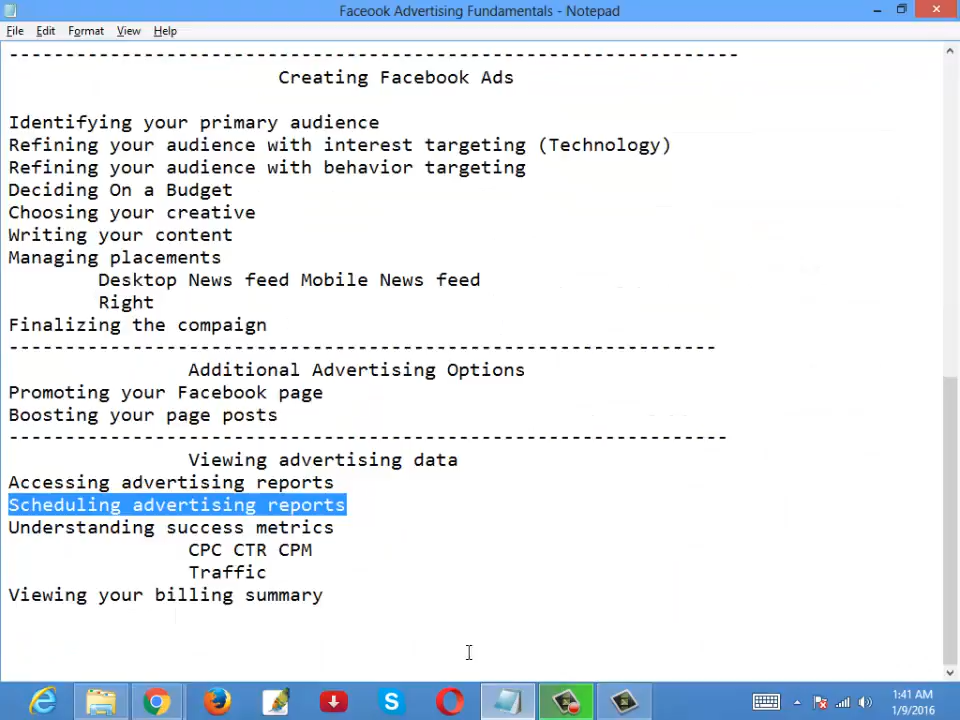 Faceook Advertising Fundamentals - Notepad
File Edit Format View Help
--------------------------------------------------------------------
Creating Facebook Ads
Identifying your primary audience
Refining your audience with interest targeting (Technology)
Refining your audience with behavior targeting
Deciding On a Budget
Choosing your creative
Writing your content
Managing placements
Desktop News feed Mobile News feed
Right
Finalizing the compaign
------------------------------------------------------------------
Additional Advertising Options
Promoting your Facebook page
Boosting your page posts
-------------------------------------------------------------------
Viewing advertising data
Accessing advertising reports
Scheduling advertising reports
Understanding success metrics
CPC CTR CPM
Traffic
Viewing your billing summary
1:41 AM
1/9/2016